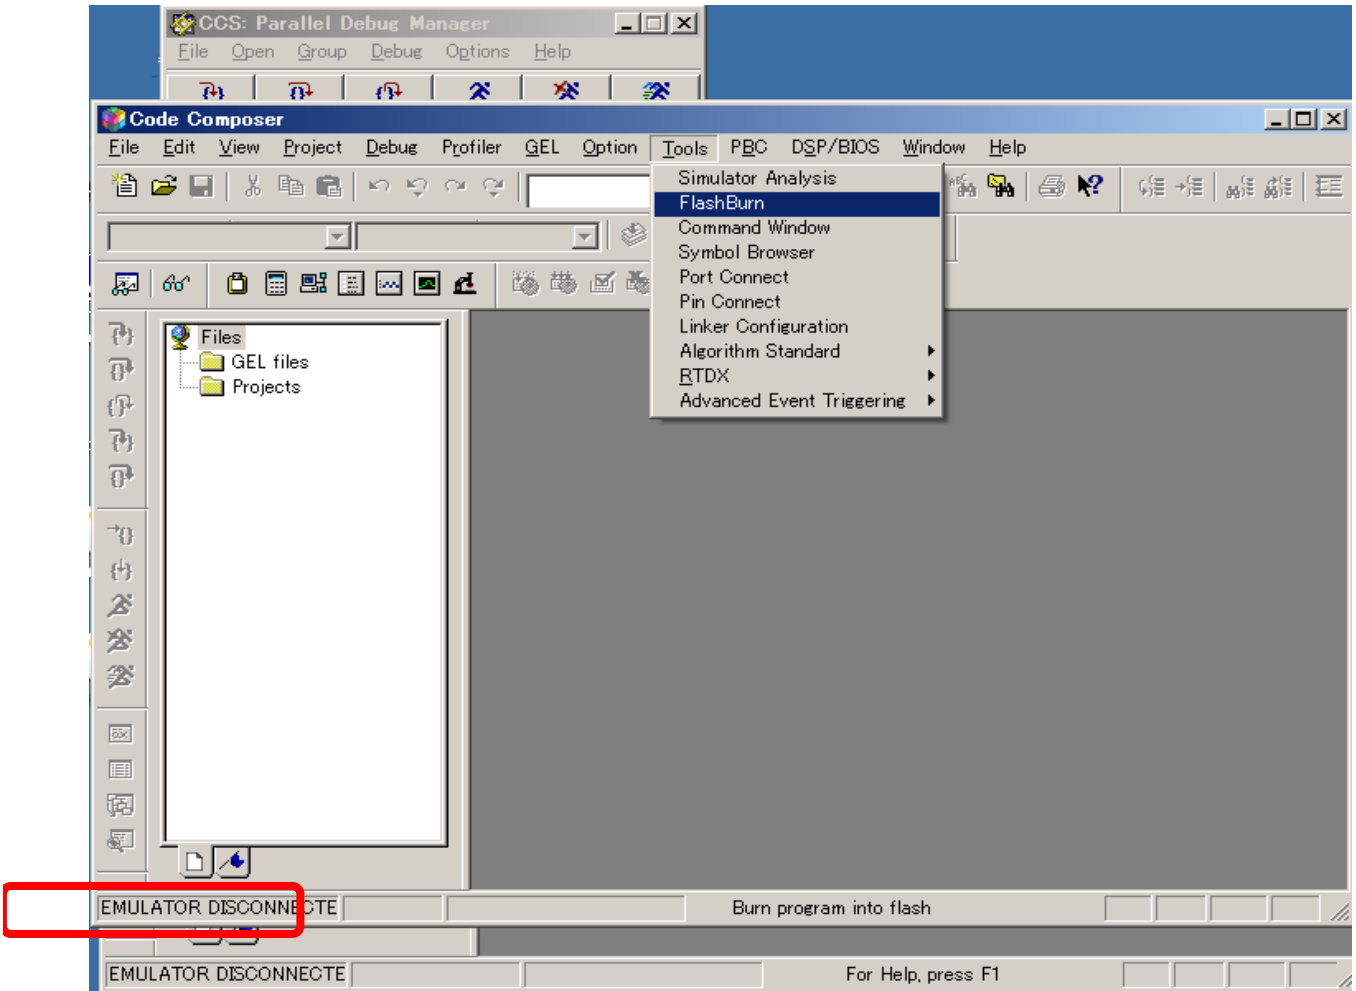 CCS: Parallel Debug Manager
File Open Group Debug Options Help
Code Composer
File Edit View Project Debug Profiler GEL Option Tools PBC DSP/BIOS Window Help
Simulator Analysis
FlashBurn
Command Window
Symbol Browser
Port Connect
Pin Connect
Linker Configuration
Algorithm Standard
RTDX
Advanced Event Triggering
Files
GEL files
Projects
EMULATOR DISCONNECTE Burn program into flash
EMULATOR DISCONNECTE For Help, press F1